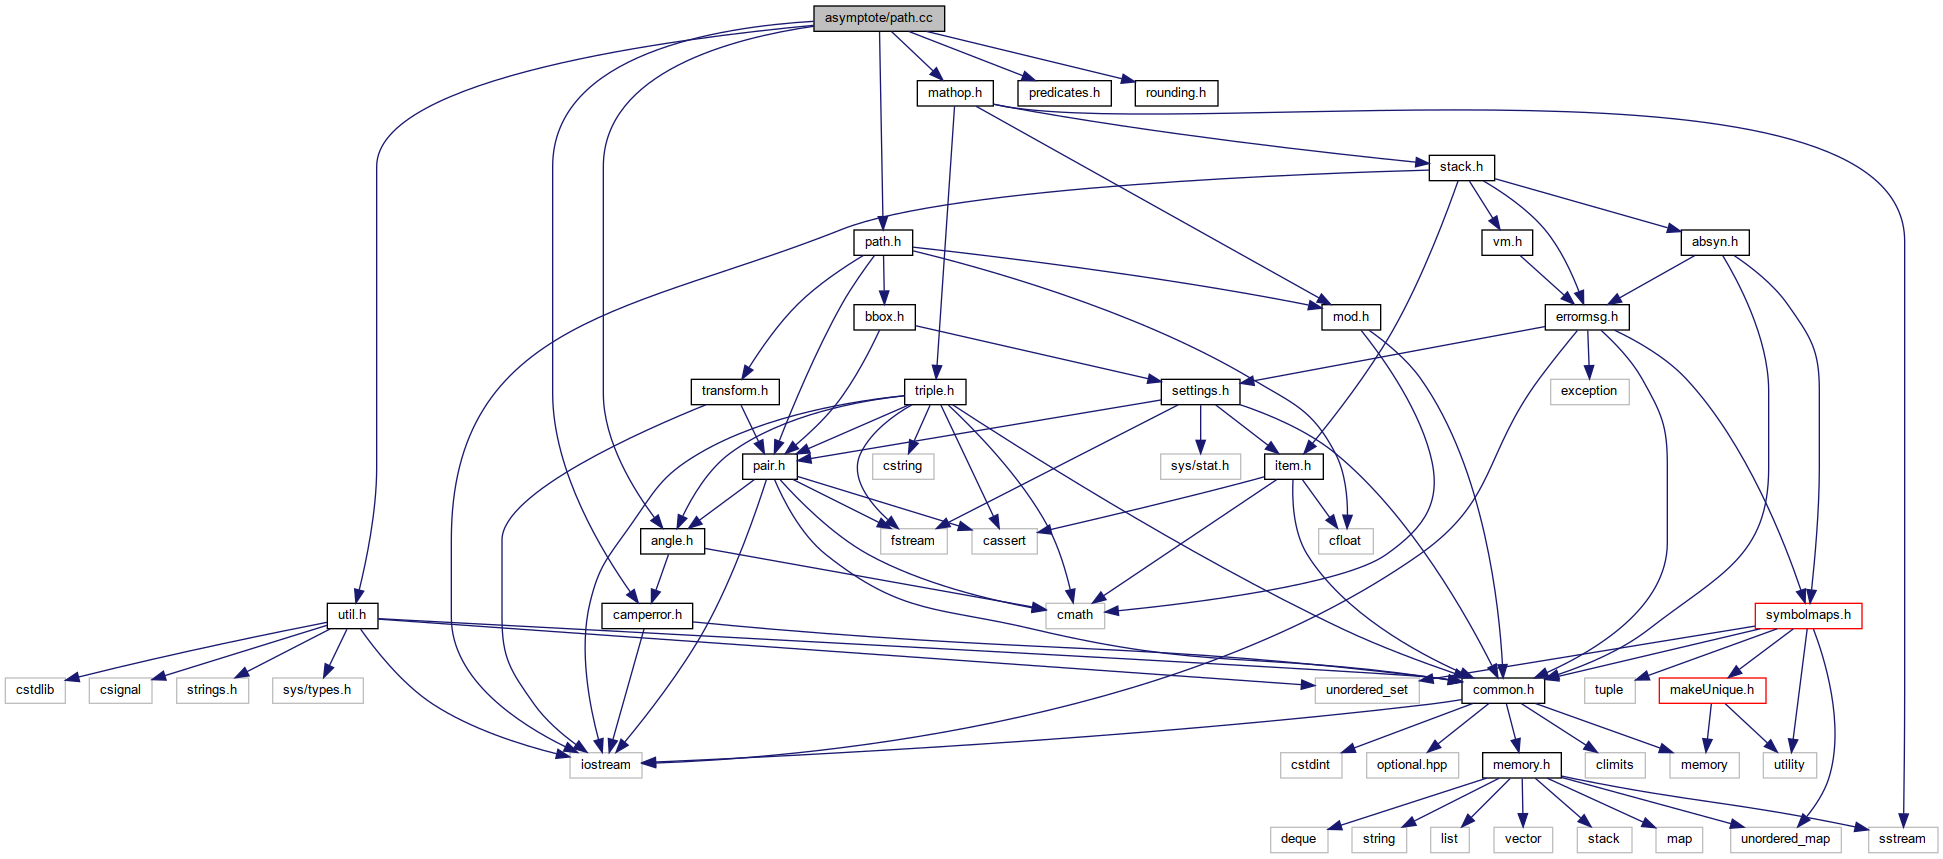 asymptote/path.cc
mathop.h
predicates.h
rounding.h
stack.h
path.h
vm.h
absyn.h
bbox.h
mod.h
errormsg.h
transform.h
triple.h
settings.h
exception
pair.h
cstring
sys/stat.h
item.h
angle.h
fstream
cassert
cfloat
util.h
camperror.h
cmath
symbolmaps.h
cstdlib
csignal
strings.h
sys/types.h
unordered_set
common.h
tuple
makeUnique.h
iostream
cstdint
optional.hpp
memory.h
climits
memory
utility
deque
string
list
vector
stack
map
unordered_map
sstream